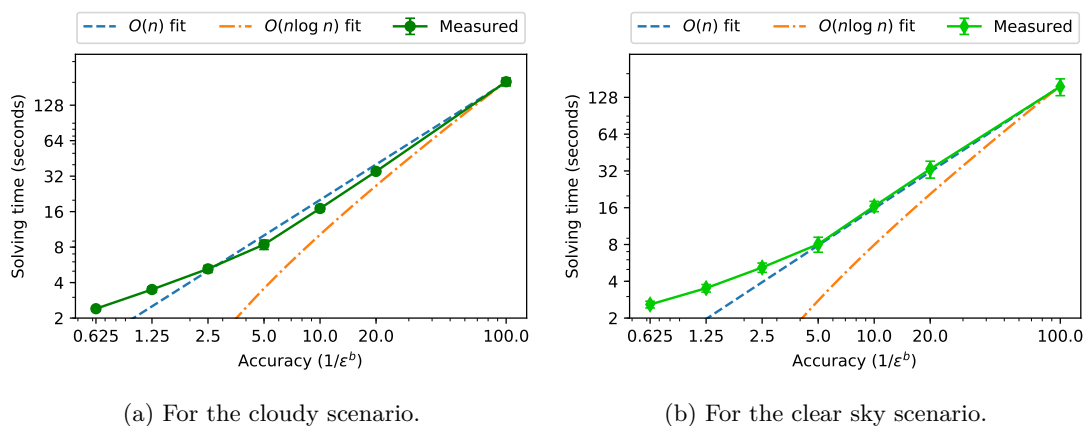 O(n) fit O(nlog n) fit Measured
Solving time (seconds)
128
64
32
16
8
4
2
0.625 1.25 2.5 5.0 10.0 20.0 100.0
Accuracy (1/ε^b)
(a) For the cloudy scenario.
O(n) fit O(nlog n) fit Measured
Solving time (seconds)
128
64
32
16
8
4
2
0.625 1.25 2.5 5.0 10.0 20.0 100.0
Accuracy (1/ε^b)
(b) For the clear sky scenario.